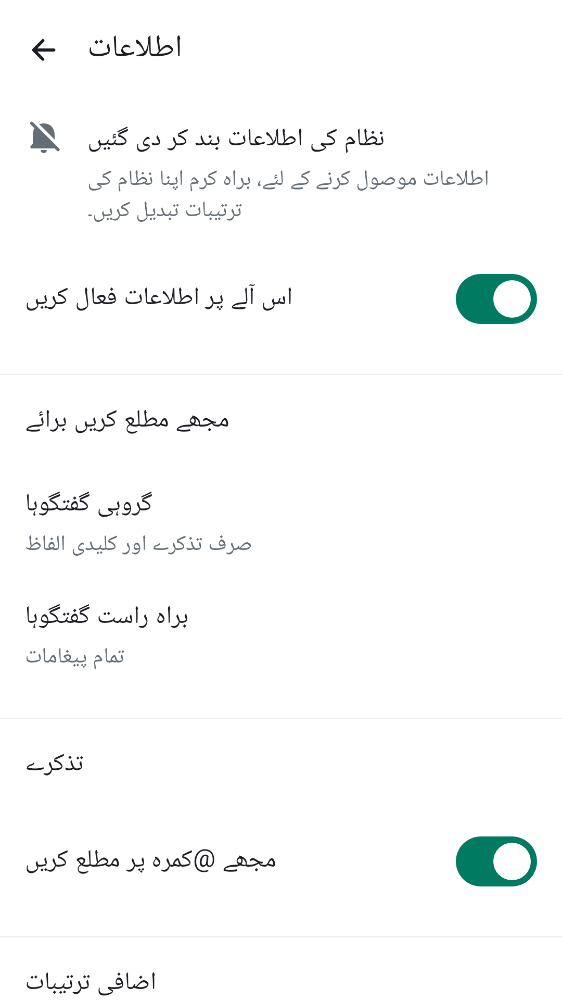 اطلاعات
نظام کی اطلاعات بند کر دی گئیں
اطلاعات موصول کرنے کے لئے، براہ کرم اپنا نظام کی
ترتیبات تبدیل کریں۔
اس آلے پر اطلاعات فعال کریں
مجھے مطلع کریں برائے
گروہی گفتگوہا
صرف تذکرے اور کلیدی الفاظ
براہ راست گفتگوہا
تمام پیغامات
تذکرے
مجھے @کمرہ پر مطلع کریں
اضافی ترتیبات